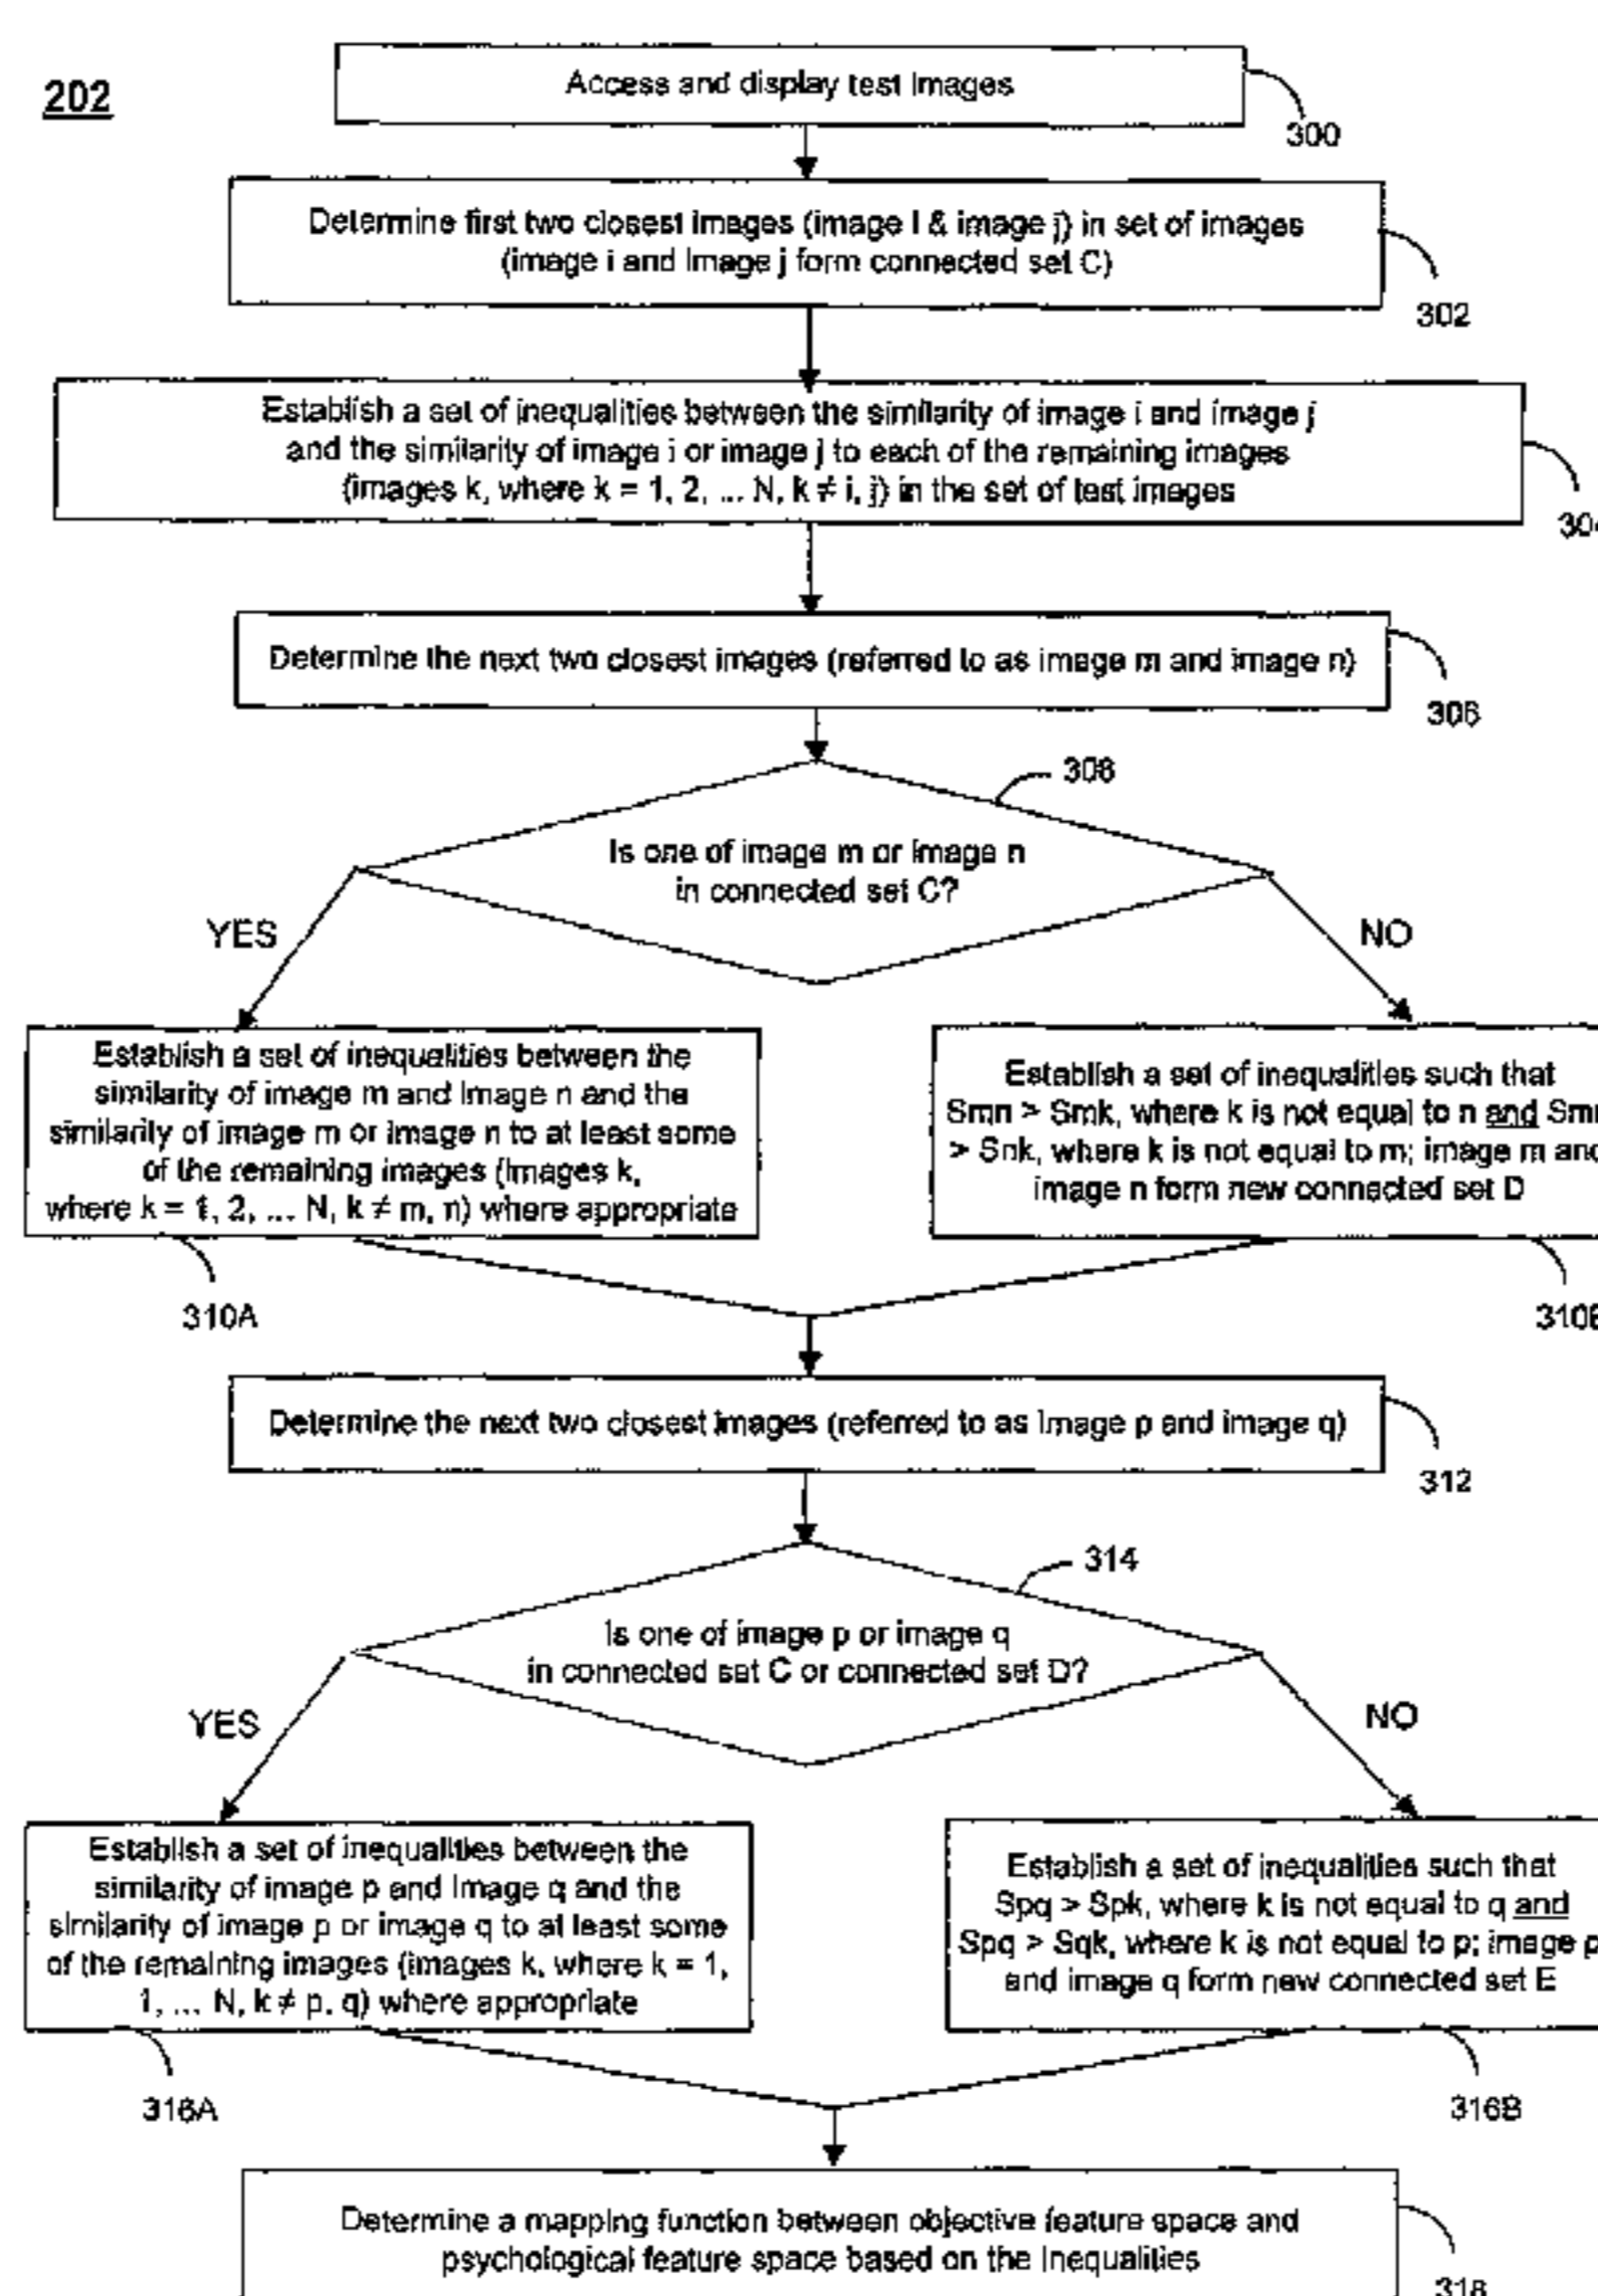 202
Access and display test images
300
Determine first two closest images (image i & image j) in set of images
(image i and image j form connected set C)
302
Establish a set of inequalities between the similarity of image i and image j
and the similarity of image i or image j to each of the remaining images
(images k, where k = 1, 2, ... N, k ≠ i, j) in the set of test images
304
Determine the next two closest images (referred to as image m and image n)
306
308
Is one of image m or image n
in connected set C?
YES
NO
Establish a set of inequalities between the
similarity of image m and image n and the
similarity of image m or image n to at least some
of the remaining images (images k,
where k = 1, 2, ... N, k ≠ m, n) where appropriate
310A
Establish a set of inequalities such that
Smn > Smk, where k is not equal to n and Smn
> Snk, where k is not equal to m; image m and
image n form new connected set D
310B
Determine the next two closest images (referred to as image p and image q)
312
314
Is one of image p or image q
in connected set C or connected set D?
YES
NO
Establish a set of inequalities between the
similarity of image p and image q and the
similarity of image p or image q to at least some
of the remaining images (images k, where k = 1,
1, ... N, k ≠ p, q) where appropriate
316A
Establish a set of inequalities such that
Spq > Spk, where k is not equal to q and
Spq > Sqk, where k is not equal to p; image p
and image q form new connected set E
316B
Determine a mapping function between objective feature space and
psychological feature space based on the inequalities
318